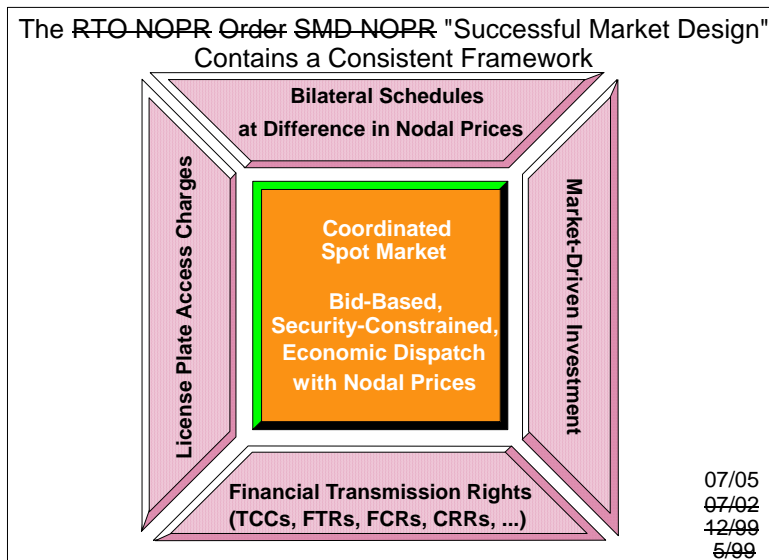 The RTO NOPR Order SMD NOPR "Successful Market Design"
Contains a Consistent Framework
Bilateral Schedules
at Difference in Nodal Prices
License Plate Access Charges
Coordinated
Spot Market
Bid-Based,
Security-Constrained,
Economic Dispatch
with Nodal Prices
Market-Driven Investment
Financial Transmission Rights
(TCCs, FTRs, FCRs, CRRs, ...)
07/05
07/02
12/99
5/99